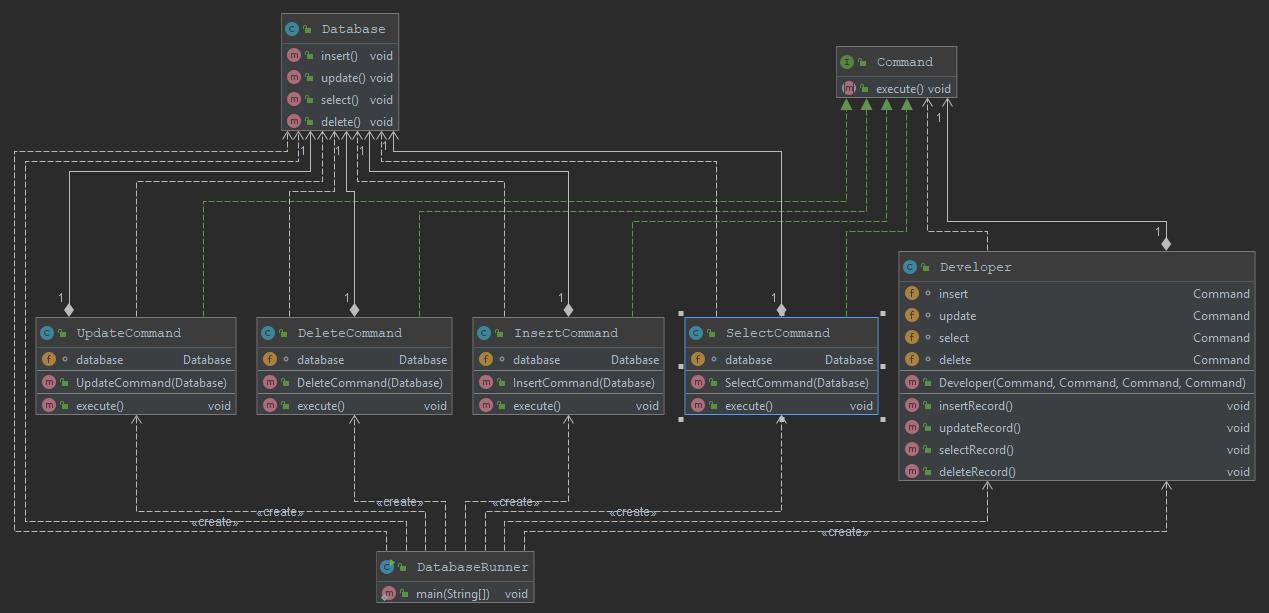 Database
insert() void
update() void
select() void
delete() void
Command
execute() void
1
1
1
1
1
1
1
1
1
1
UpdateCommand
database Database
UpdateCommand(Database)
execute() void
DeleteCommand
database Database
DeleteCommand(Database)
execute() void
InsertCommand
database Database
InsertCommand(Database)
execute() void
SelectCommand
database Database
SelectCommand(Database)
execute() void
Developer
insert Command
update Command
select Command
delete Command
Developer(Command, Command, Command, Command)
insertRecord() void
updateRecord() void
selectRecord() void
deleteRecord() void
«create»
«create»
«create»
«create»
«create»
«create»
DatabaseRunner
main(String[]) void